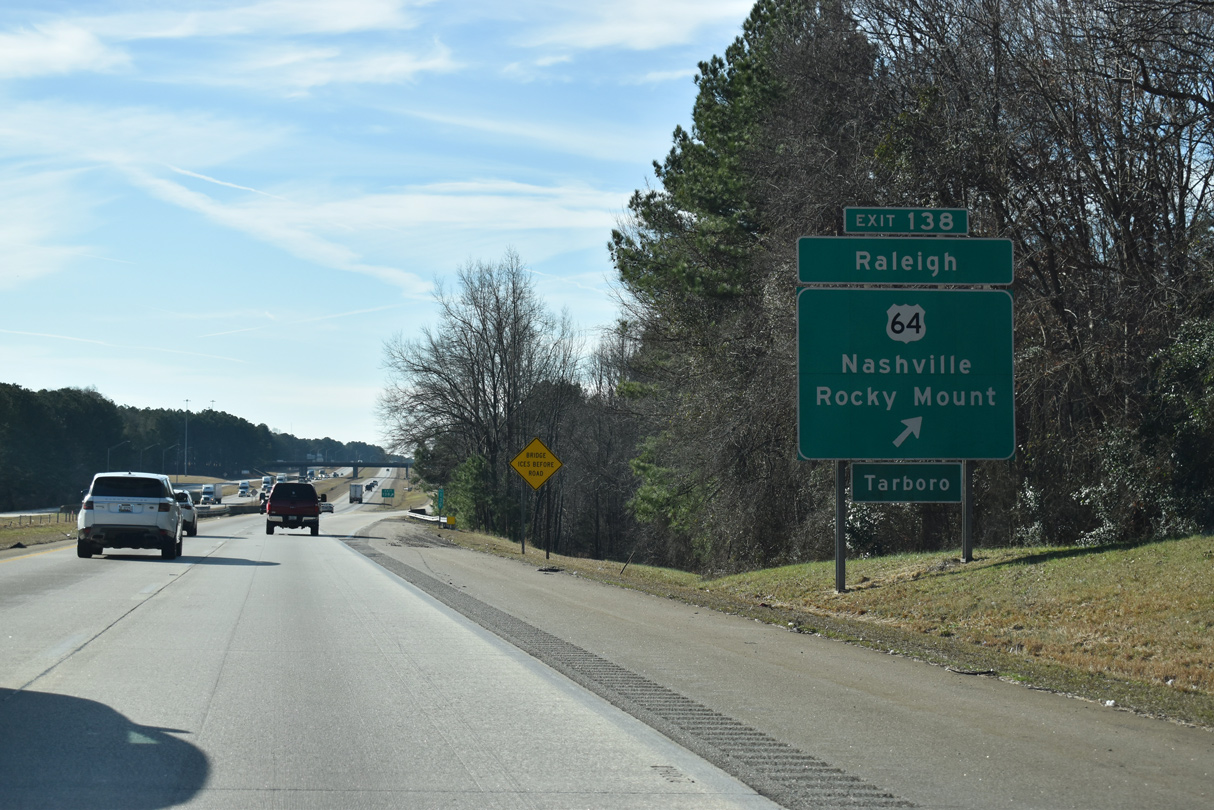 EXIT 138
Raleigh
64
Nashville
Rocky Mount
Tarboro
BRIDGE
ICES BEFORE
ROAD